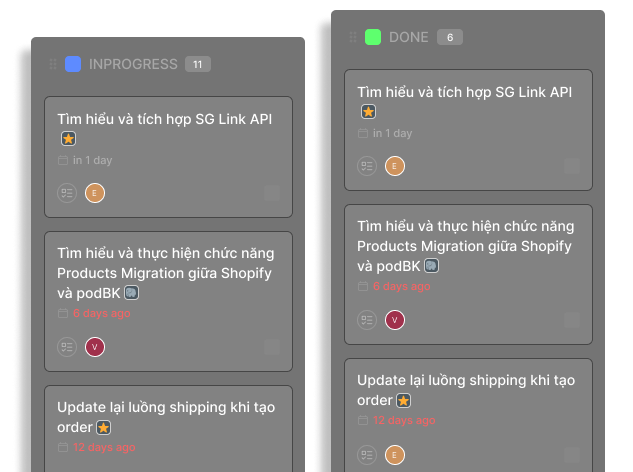 INPROGRESS 11
Tìm hiểu và tích hợp SG Link API
in 1 day
E
Tìm hiểu và thực hiện chức năng
Products Migration giữa Shopify
và podBK
6 days ago
V
Update lại luồng shipping khi tạo
order
12 days ago
DONE 6
Tìm hiểu và tích hợp SG Link API
in 1 day
E
Tìm hiểu và thực hiện chức năng
Products Migration giữa Shopify
và podBK
6 days ago
V
Update lại luồng shipping khi tạo
order
12 days ago
E